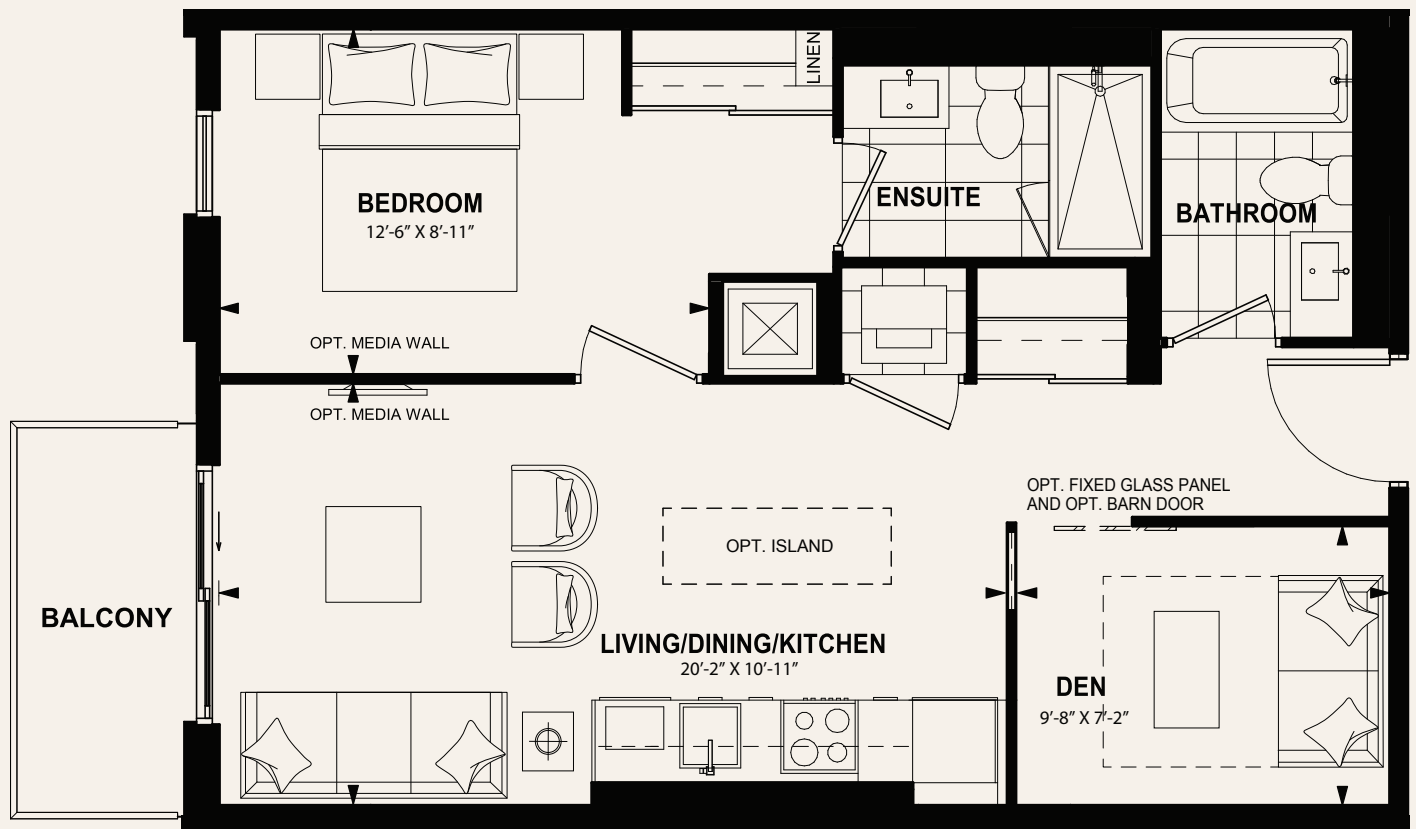 LINEN
BEDROOM
12'-6" X 8'-11"
ENSUITE
BATHROOM
OPT. MEDIA WALL
OPT. MEDIA WALL
OPT. FIXED GLASS PANEL
AND OPT. BARN DOOR
OPT. ISLAND
BALCONY
LIVING/DINING/KITCHEN
20'-2" X 10'-11"
DEN
9'-8" X 7'-2"